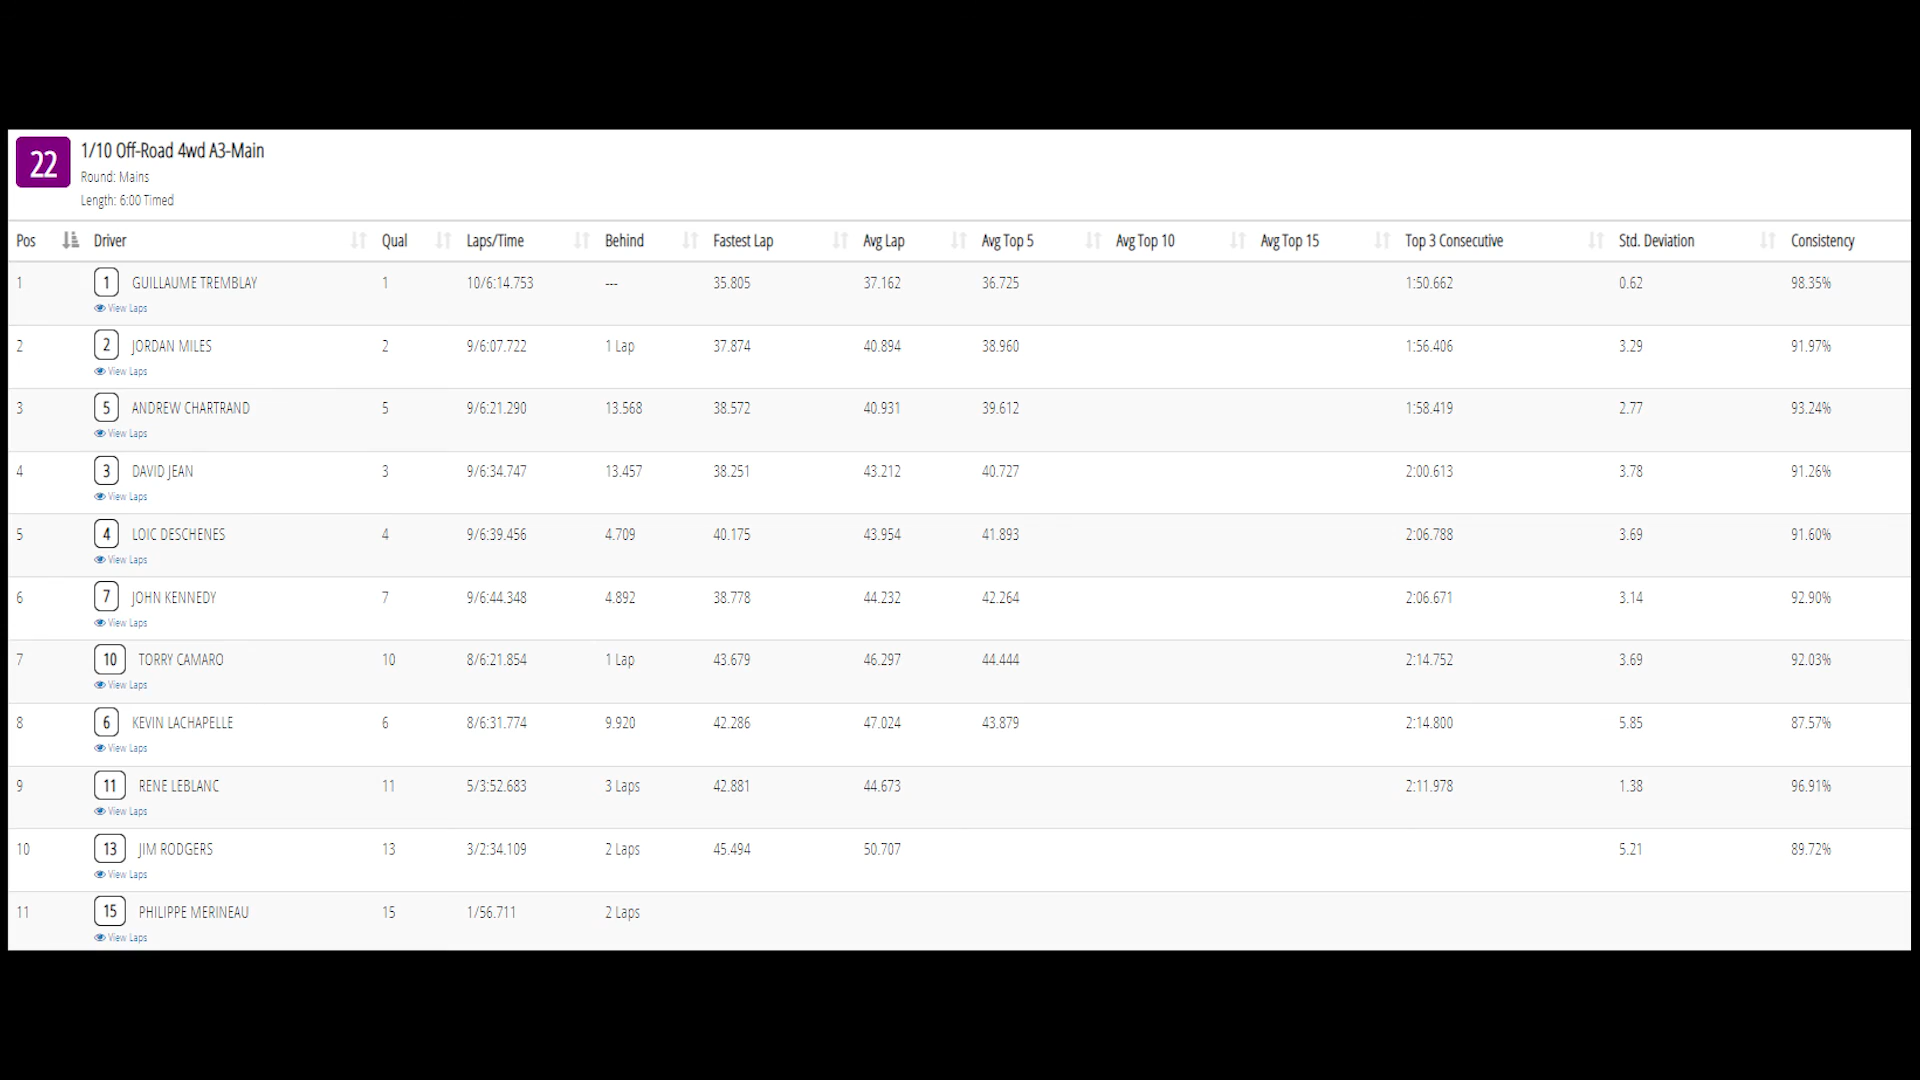 22
1/10 Off-Road 4wd A3-Main
Round: Mains
Length: 6:00 Timed
Pos Driver Qual Laps/Time Behind Fastest Lap Avg Lap Avg Top 5 Avg Top 10 Avg Top 15 Top 3 Consecutive Std. Deviation Consistency
1 1 GUILLAUME TREMBLAY 1 10/6:14.753 --- 35.805 37.162 36.725 1:50.662 0.62 98.35%
View Laps
2 2 JORDAN MILES 2 9/6:07.722 1 Lap 37.874 40.894 38.960 1:56.406 3.29 91.97%
View Laps
3 5 ANDREW CHARTRAND 5 9/6:21.290 13.568 38.572 40.931 39.612 1:58.419 2.77 93.24%
View Laps
4 3 DAVID JEAN 3 9/6:34.747 13.457 38.251 43.212 40.727 2:00.613 3.78 91.26%
View Laps
5 4 LOIC DESCHENES 4 9/6:39.456 4.709 40.175 43.954 41.893 2:06.788 3.69 91.60%
View Laps
6 7 JOHN KENNEDY 7 9/6:44.348 4.892 38.778 44.232 42.264 2:06.671 3.14 92.90%
View Laps
7 10 TORRY CAMARO 10 8/6:21.854 1 Lap 43.679 46.297 44.444 2:14.752 3.69 92.03%
View Laps
8 6 KEVIN LACHAPELLE 6 8/6:31.774 9.920 42.286 47.024 43.879 2:14.800 5.85 87.57%
View Laps
9 11 RENE LEBLANC 11 5/3:52.683 3 Laps 42.881 44.673 2:11.978 1.38 96.91%
View Laps
10 13 JIM RODGERS 13 3/2:34.109 2 Laps 45.494 50.707 5.21 89.72%
View Laps
11 15 PHILIPPE MERINEAU 15 1/56.711 2 Laps
View Laps